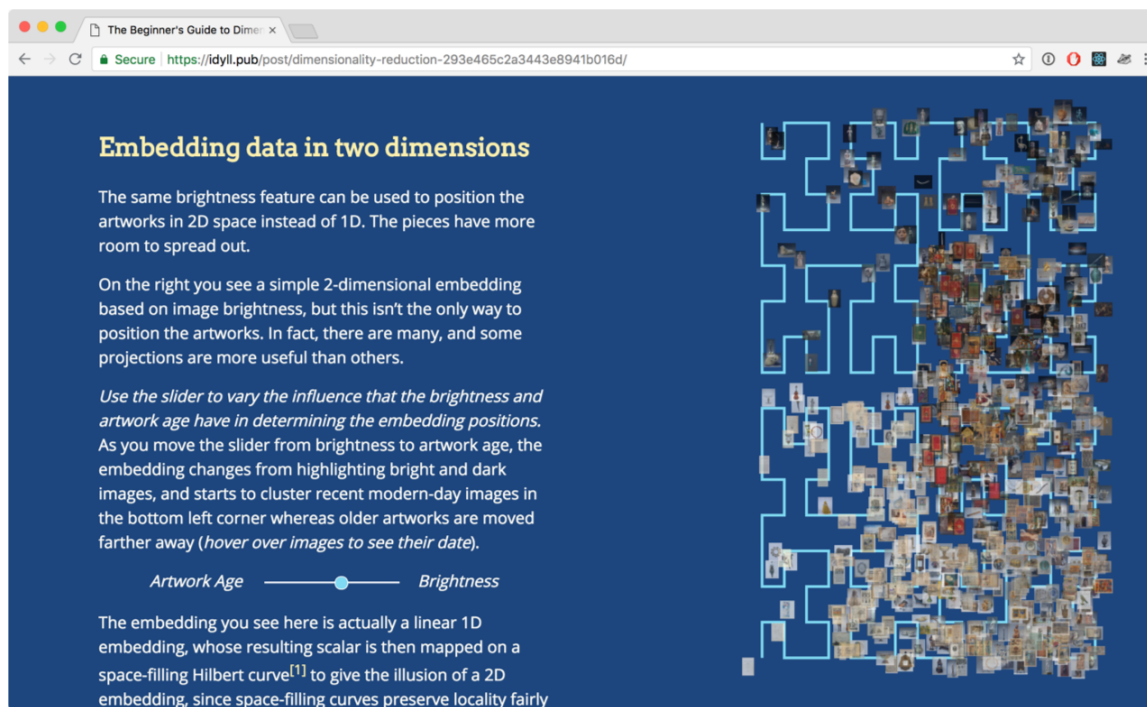 The Beginner's Guide to Dimen
Secure https://idyll.pub/post/dimensionality-reduction-293e465c2a3443e8941b016d/
Embedding data in two dimensions
The same brightness feature can be used to position the
artworks in 2D space instead of 1D. The pieces have more
room to spread out.
On the right you see a simple 2-dimensional embedding
based on image brightness, but this isn't the only way to
position the artworks. In fact, there are many, and some
projections are more useful than others.
Use the slider to vary the influence that the brightness and
artwork age have in determining the embedding positions.
As you move the slider from brightness to artwork age, the
embedding changes from highlighting bright and dark
images, and starts to cluster recent modern-day images in
the bottom left corner whereas older artworks are moved
farther away (hover over images to see their date).
Artwork Age Brightness
The embedding you see here is actually a linear 1D
embedding, whose resulting scalar is then mapped on a
space-filling Hilbert curve[1] to give the illusion of a 2D
embedding, since space-filling curves preserve locality fairly